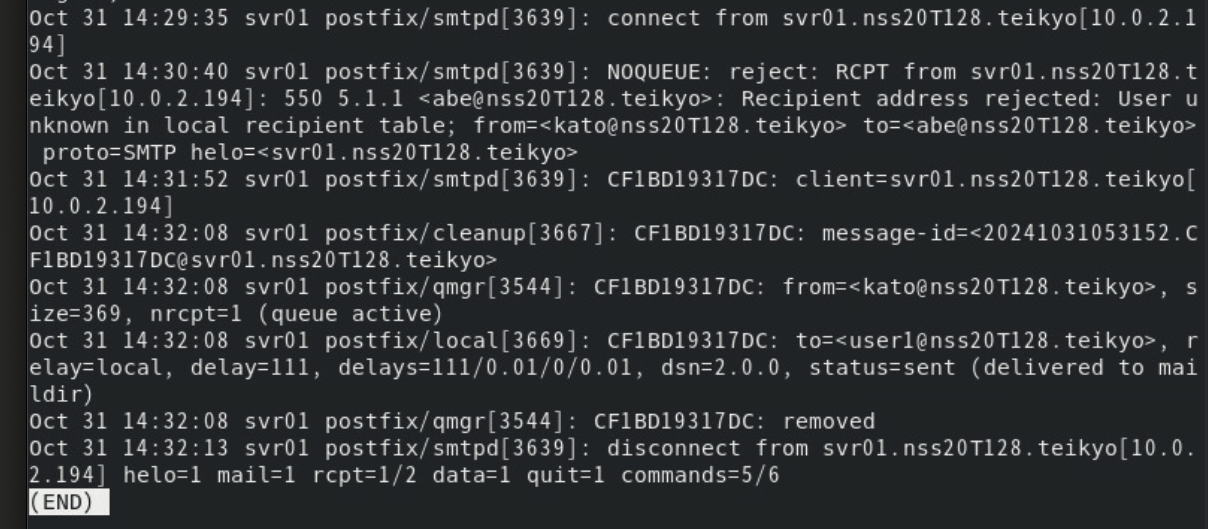 Oct 31 14:29:35 svr01 postfix/smtpd[3639]: connect from svr01.nss20T128.teikyo[10.0.2.1
94]
Oct 31 14:30:40 svr01 postfix/smtpd[3639]: NOQUEUE: reject: RCPT from svr01.nss20T128.t
eikyo[10.0.2.194]: 550 5.1.1 <abe@nss20T128.teikyo>: Recipient address rejected: User u
nknown in local recipient table; from=<kato@nss20T128.teikyo> to=<abe@nss20T128.teikyo>
 proto=SMTP helo=<svr01.nss20T128.teikyo>
Oct 31 14:31:52 svr01 postfix/smtpd[3639]: CF1BD19317DC: client=svr01.nss20T128.teikyo[
10.0.2.194]
Oct 31 14:32:08 svr01 postfix/cleanup[3667]: CF1BD19317DC: message-id=<20241031053152.C
F1BD19317DC@svr01.nss20T128.teikyo>
Oct 31 14:32:08 svr01 postfix/qmgr[3544]: CF1BD19317DC: from=<kato@nss20T128.teikyo>, s
ize=369, nrcpt=1 (queue active)
Oct 31 14:32:08 svr01 postfix/local[3669]: CF1BD19317DC: to=<user1@nss20T128.teikyo>, r
elay=local, delay=111, delays=111/0.01/0/0.01, dsn=2.0.0, status=sent (delivered to mai
ldir)
Oct 31 14:32:08 svr01 postfix/qmgr[3544]: CF1BD19317DC: removed
Oct 31 14:32:13 svr01 postfix/smtpd[3639]: disconnect from svr01.nss20T128.teikyo[10.0.
2.194] helo=1 mail=1 rcpt=1/2 data=1 quit=1 commands=5/6
(END)